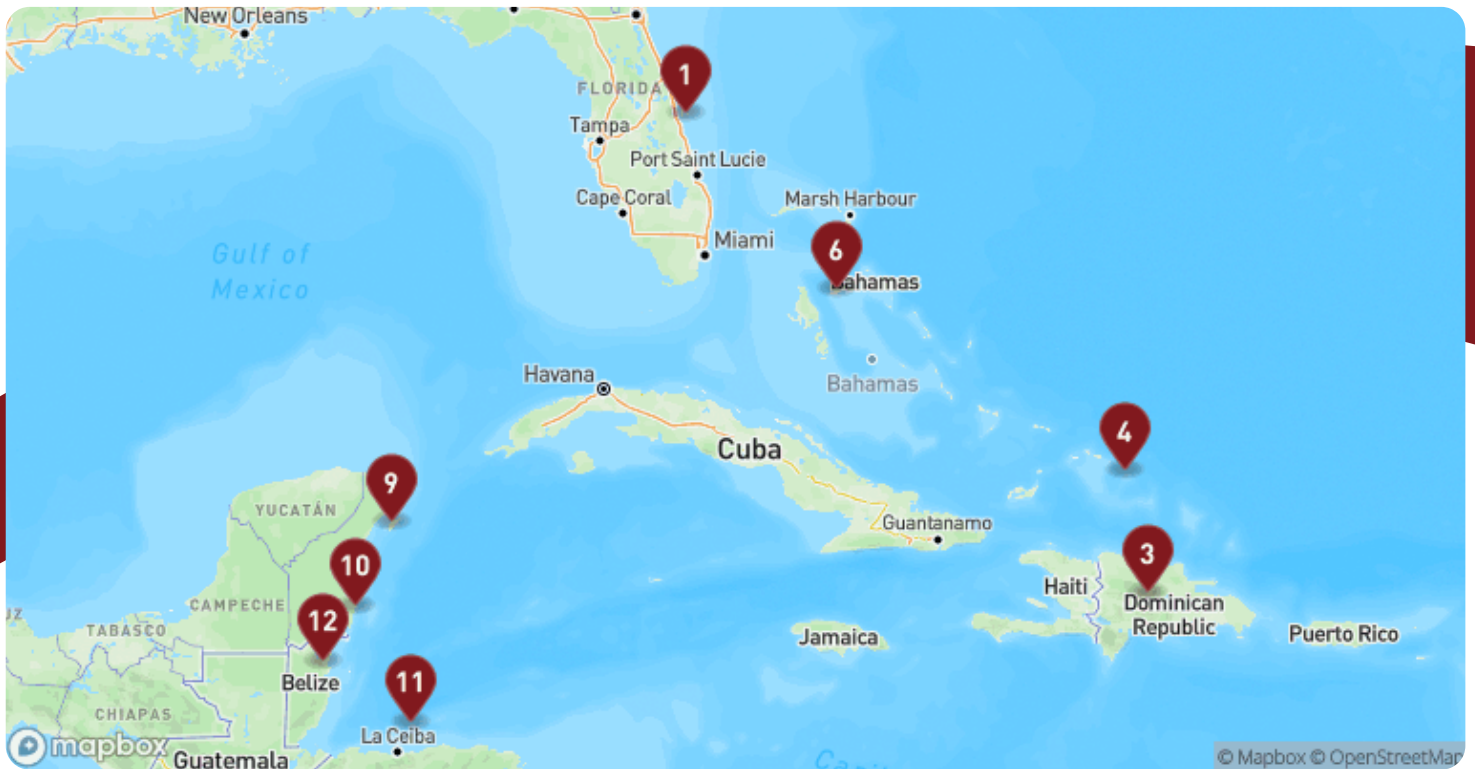 New Orleans
1
FLORIDA
Tampa
Port Saint Lucie
Cape Coral
Marsh Harbour
Miami
6
Gulf of
Mexico
Bahamas
Havana
Bahamas
4
Cuba
9
YUCATÁN
Guantanamo
3
10
Haiti
CAMPECHE
Dominican
Republic
12
TABASCO
Jamaica
Puerto Rico
11
Belize
CHIAPAS
La Ceiba
mapbox
Guatemala
© Mapbox © OpenStreetMap